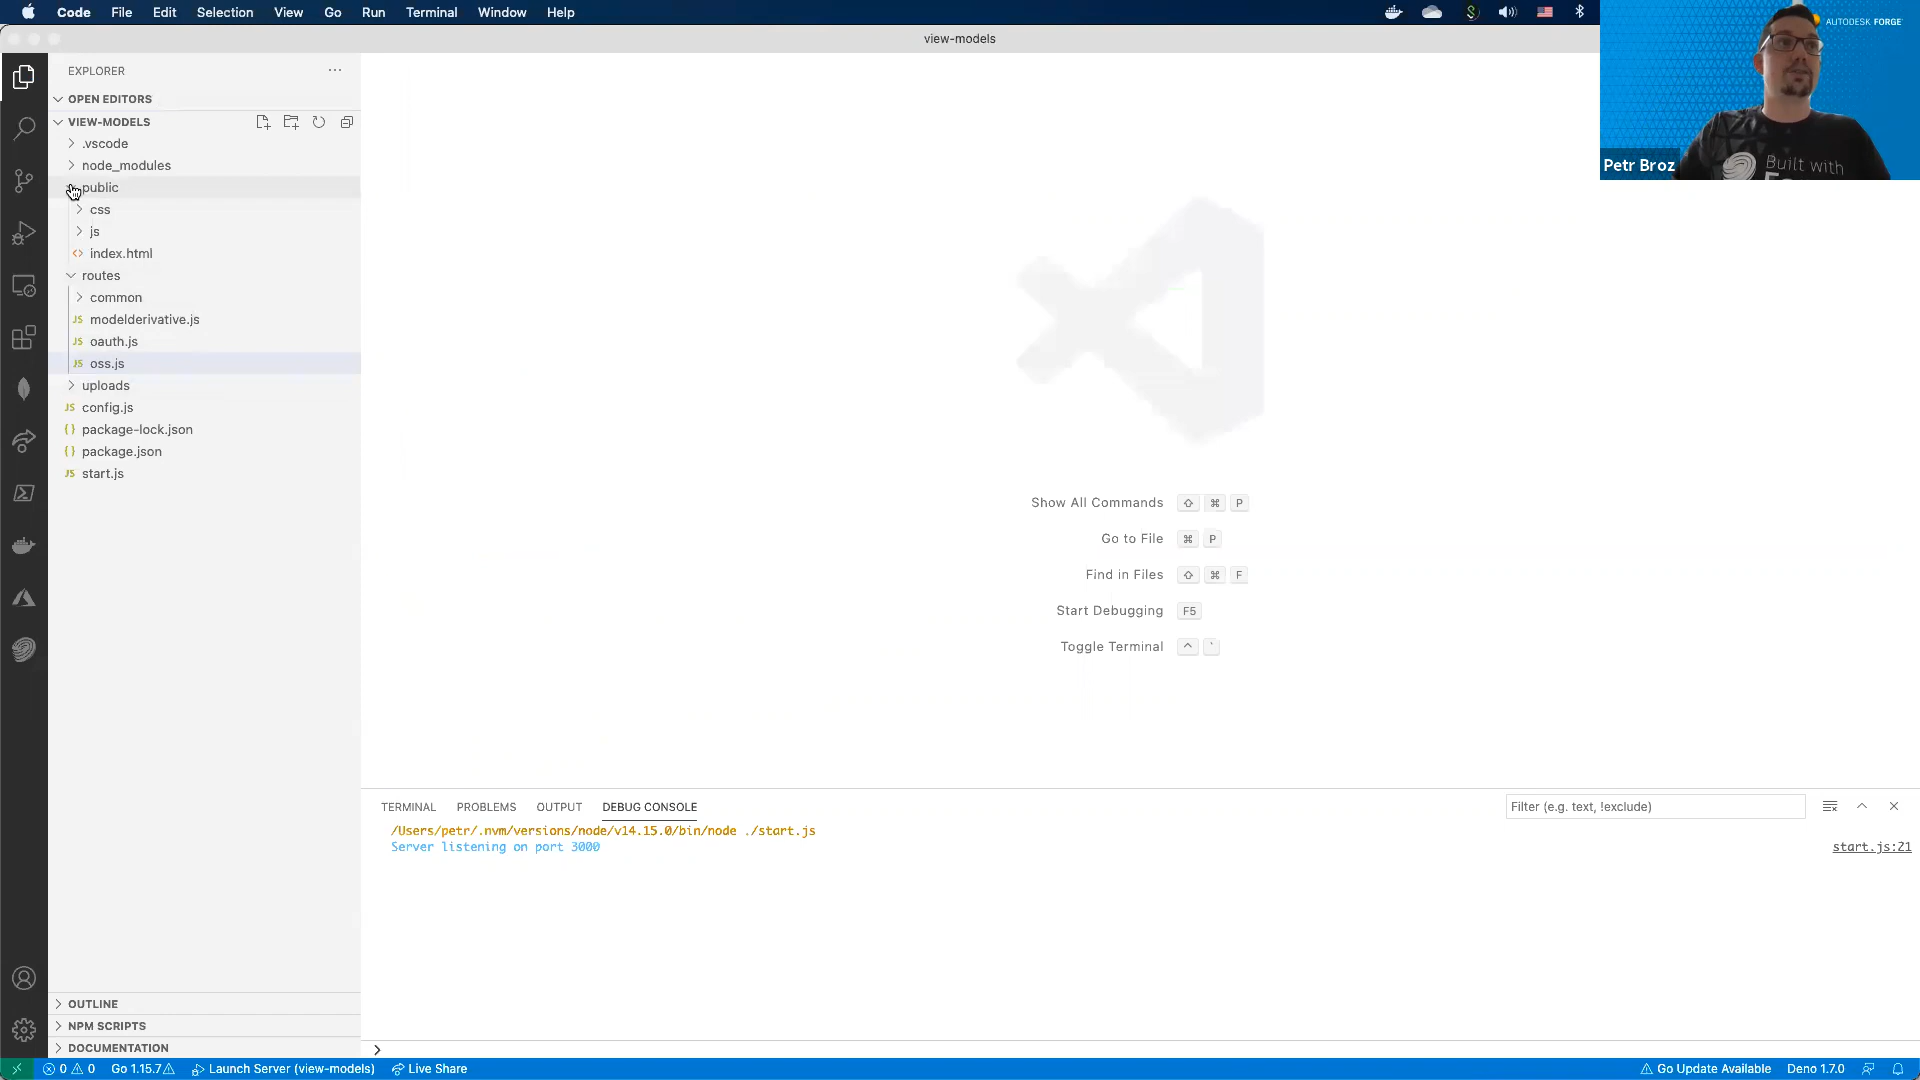 Code File Edit Selection View Go Run Terminal Window Help
view-models
AUTODESK FORGE
Built with
Petr Broz
EXPLORER
OPEN EDITORS
VIEW-MODELS
.vscode
node_modules
public
css
js
<> index.html
routes
common
JS modelderivative.js
JS oauth.js
JS oss.js
uploads
JS config.js
{} package-lock.json
{} package.json
JS start.js
Show All Commands ⇧ ⌘ P
Go to File ⌘ P
Find in Files ⇧ ⌘ F
Start Debugging F5
Toggle Terminal ^ `
TERMINAL PROBLEMS OUTPUT DEBUG CONSOLE
Filter (e.g. text, !exclude)
/Users/petr/.nvm/versions/node/v14.15.0/bin/node ./start.js
Server listening on port 3000
start.js:21
OUTLINE
NPM SCRIPTS
DOCUMENTATION
0 0 Go 1.15.7 Launch Server (view-models) Live Share
Go Update Available Deno 1.7.0